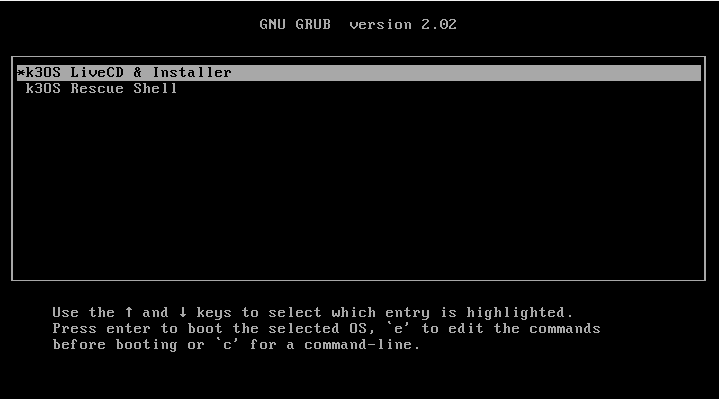 GNU GRUB  version 2.02
*k3OS LiveCD & Installer
k3OS Rescue Shell
Use the ↑ and ↓ keys to select which entry is highlighted.
Press enter to boot the selected OS, `e' to edit the commands
before booting or `c' for a command-line.